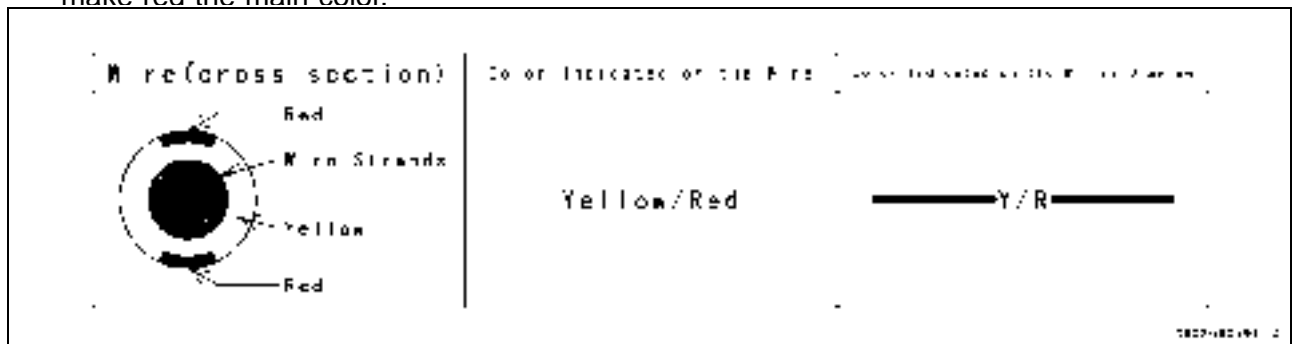 make red the main color.
Wire(cross section)
Color Indicated on the Wire
Red
Wire Strands
Yellow/Red
Y/R
Yellow
Red